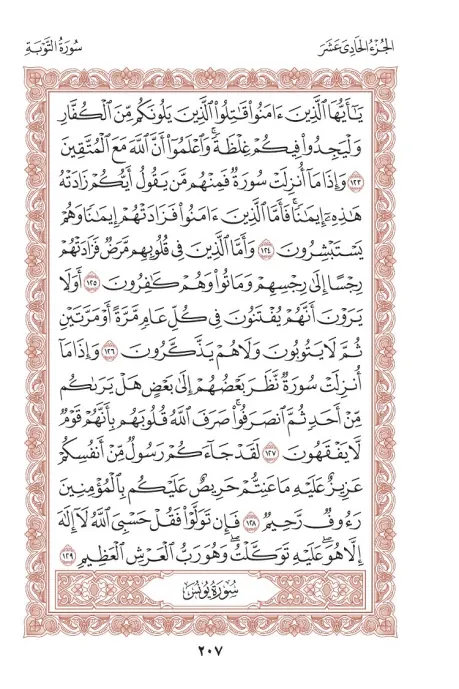 الجزء الحادي عشر
سورة التوبة
يَٰٓأَيُّهَا ٱلَّذِينَ ءَامَنُوا۟ قَٰتِلُوا۟ ٱلَّذِينَ يَلُونَكُم مِّنَ ٱلْكُفَّارِ
وَلْيَجِدُوا۟ فِيكُمْ غِلْظَةً ۚ وَٱعْلَمُوٓا۟ أَنَّ ٱللَّهَ مَعَ ٱلْمُتَّقِينَ
١٢٣ وَإِذَا مَآ أُنزِلَتْ سُورَةٌ فَمِنْهُم مَّن يَقُولُ أَيُّكُمْ زَادَتْهُ
هَٰذِهِۦٓ إِيمَٰنًا ۚ فَأَمَّا ٱلَّذِينَ ءَامَنُوا۟ فَزَادَتْهُمْ إِيمَٰنًا وَهُمْ
يَسْتَبْشِرُونَ ١٢٤ وَأَمَّا ٱلَّذِينَ فِى قُلُوبِهِم مَّرَضٌ فَزَادَتْهُمْ
رِجْسًا إِلَىٰ رِجْسِهِمْ وَمَاتُوا۟ وَهُمْ كَٰفِرُونَ ١٢٥ أَوَلَا
يَرَوْنَ أَنَّهُمْ يُفْتَنُونَ فِى كُلِّ عَامٍ مَّرَّةً أَوْ مَرَّتَيْنِ
ثُمَّ لَا يَتُوبُونَ وَلَا هُمْ يَذَّكَّرُونَ ١٢٦ وَإِذَا مَآ
أُنزِلَتْ سُورَةٌ نَّظَرَ بَعْضُهُمْ إِلَىٰ بَعْضٍ هَلْ يَرَىٰكُم
مِّنْ أَحَدٍ ثُمَّ ٱنصَرَفُوا۟ ۚ صَرَفَ ٱللَّهُ قُلُوبَهُم بِأَنَّهُمْ قَوْمٌ
لَّا يَفْقَهُونَ ١٢٧ لَقَدْ جَآءَكُمْ رَسُولٌ مِّنْ أَنفُسِكُمْ
عَزِيزٌ عَلَيْهِ مَا عَنِتُّمْ حَرِيصٌ عَلَيْكُم بِٱلْمُؤْمِنِينَ
رَءُوفٌ رَّحِيمٌ ١٢٨ فَإِن تَوَلَّوْا۟ فَقُلْ حَسْبِىَ ٱللَّهُ لَآ إِلَٰهَ
إِلَّا هُوَ ۖ عَلَيْهِ تَوَكَّلْتُ ۖ وَهُوَ رَبُّ ٱلْعَرْشِ ٱلْعَظِيمِ ١٢٩
سورة يونس
٢٠٧